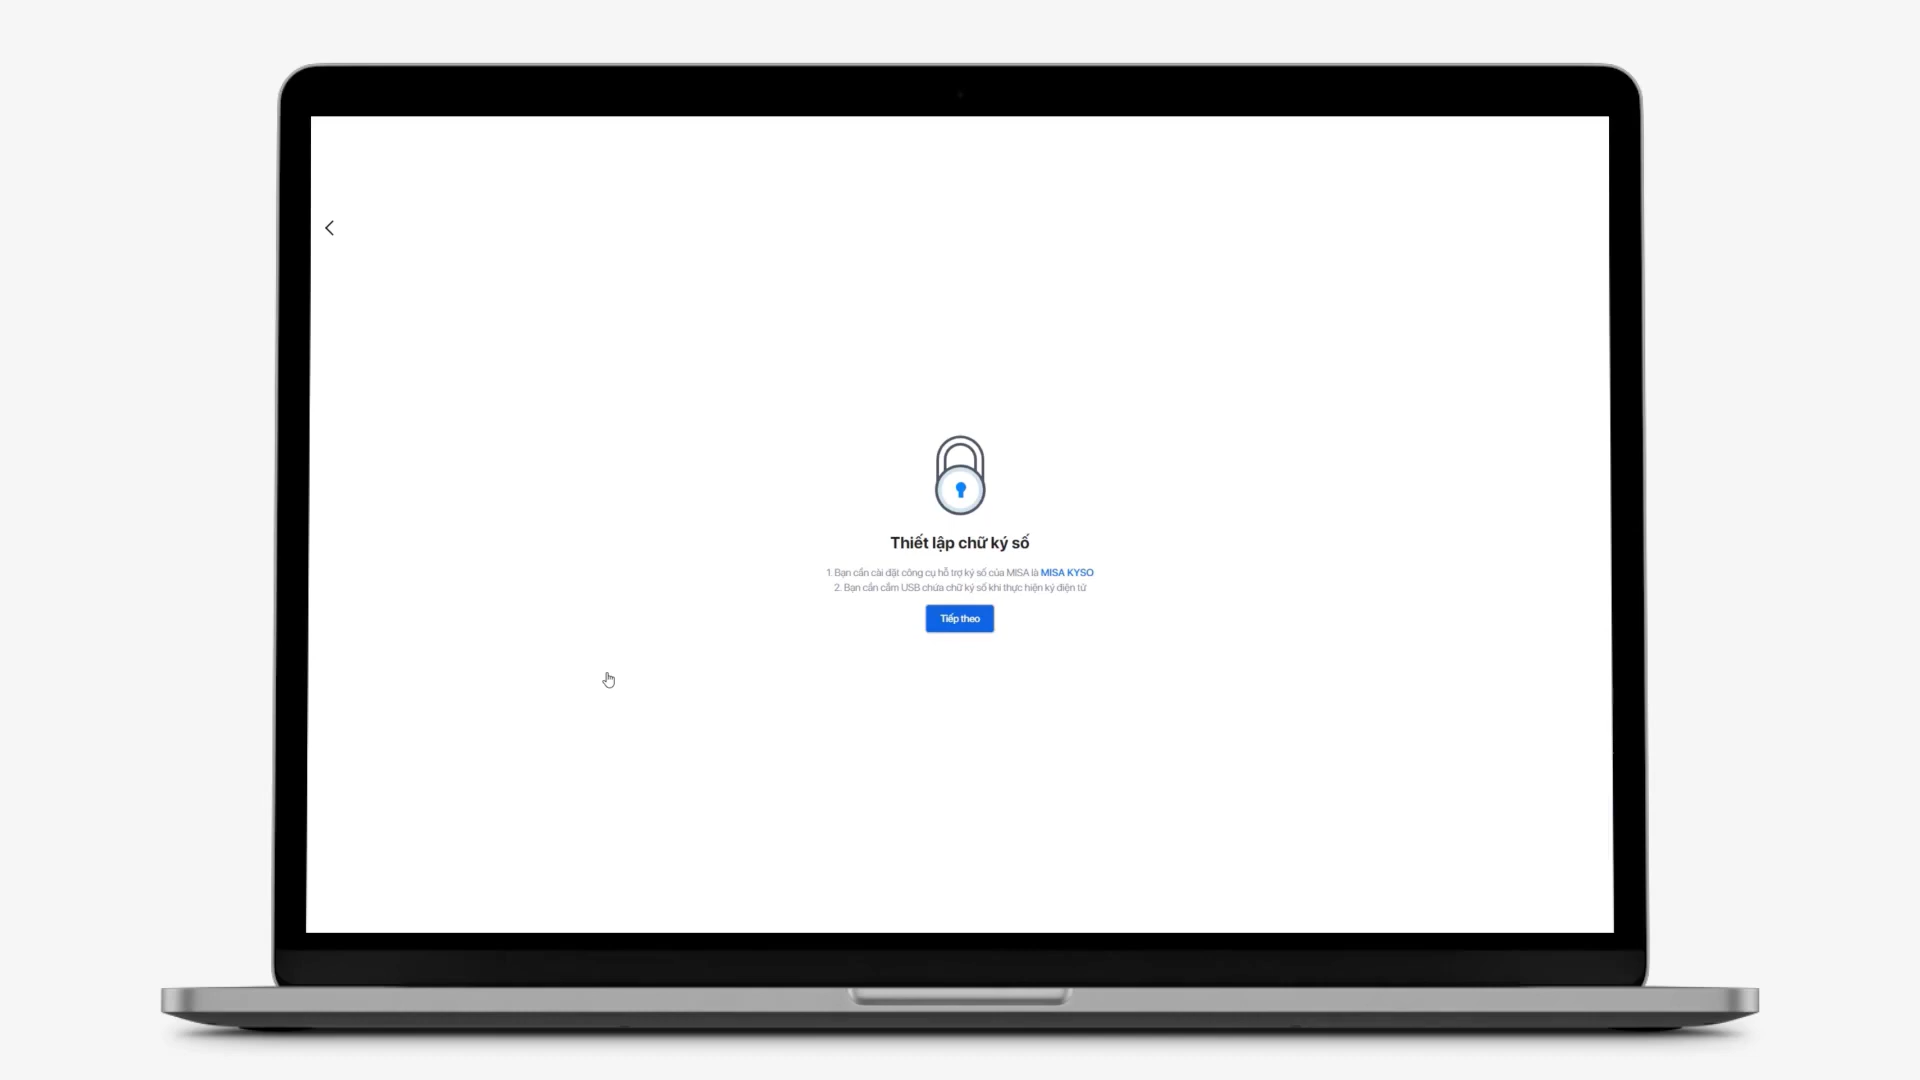 Thiết lập chữ ký số
1. Bạn cần cài đặt công cụ hỗ trợ ký số của MISA là MISA KYSO
2. Bạn cần cắm USB chứa chữ ký số khi thực hiện ký điện tử
Tiếp theo